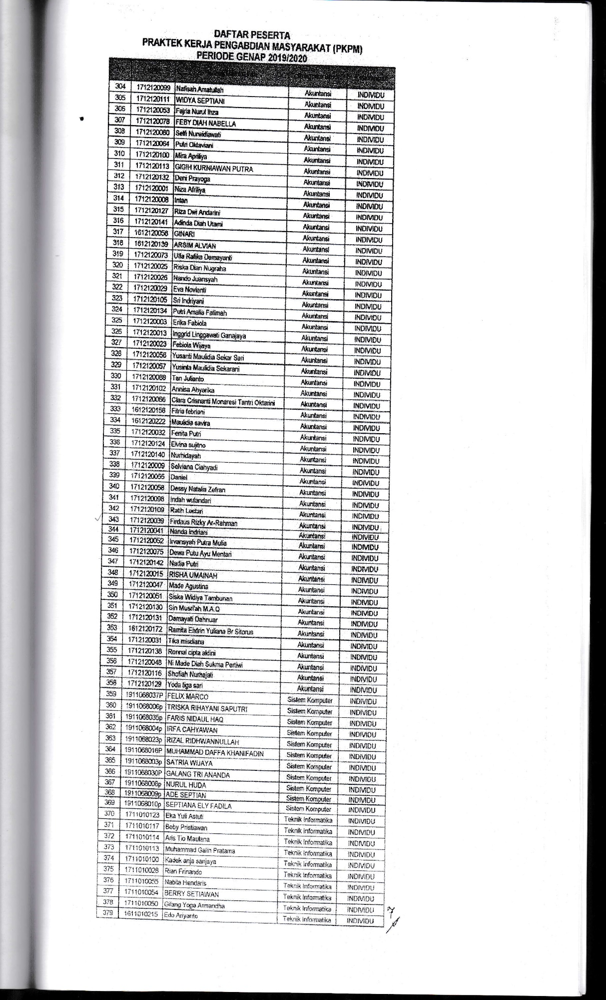 DAFTAR PESERTA
PRAKTEK KERJA PENGABDIAN MASYARAKAT (PKPM)
PERIODE GENAP 2019/2020
304 1712120099 Nafisah Amatullah Akuntansi INDIVIDU
305 1712120111 WIDYA SEPTIANI Akuntansi INDIVIDU
306 1712120053 Fajria Nurul Ihza Akuntansi INDIVIDU
307 1712120078 FEBY DIAH NABELLA Akuntansi INDIVIDU
308 1712120080 Selfi Nurwidiawati Akuntansi INDIVIDU
309 1712120064 Putri Oktaviani Akuntansi INDIVIDU
310 1712120100 Mira Apriliya Akuntansi INDIVIDU
311 1712120113 GIGIH KURNIAWAN PUTRA Akuntansi INDIVIDU
312 1712120132 Deni Prayoga Akuntansi INDIVIDU
313 1712120001 Niza Afriliya Akuntansi INDIVIDU
314 1712120008 Intan Akuntansi INDIVIDU
315 1712120127 Riza Dwi Andarini Akuntansi INDIVIDU
316 1712120141 Adinda Diah Utami Akuntansi INDIVIDU
317 1612120056 GINARI Akuntansi INDIVIDU
318 1612120139 ARSIM ALVIAN Akuntansi INDIVIDU
319 1712120073 Ulfa Rafika Damayanti Akuntansi INDIVIDU
320 1712120025 Riska Dian Nugraha Akuntansi INDIVIDU
321 1712120026 Nando Juansyah Akuntansi INDIVIDU
322 1712120029 Eva Novianti Akuntansi INDIVIDU
323 1712120105 Sri Indriyani Akuntansi INDIVIDU
324 1712120134 Putri Amalia Fatimah Akuntansi INDIVIDU
325 1712120003 Erika Fabiola Akuntansi INDIVIDU
326 1712120013 Inggrid Linggawati Ganajaya Akuntansi INDIVIDU
327 1712120023 Febiola Wijaya Akuntansi INDIVIDU
328 1712120056 Yusanti Maulidia Sekar Sari Akuntansi INDIVIDU
329 1712120057 Yusinta Maulidia Sekarani Akuntansi INDIVIDU
330 1712120088 Tan Julianto Akuntansi INDIVIDU
331 1712120102 Annisa Ahyarika Akuntansi INDIVIDU
332 1712120066 Clara Crisnanti Monaresi Tantri Oktarini Akuntansi INDIVIDU
333 1612120158 Fitria febriani Akuntansi INDIVIDU
334 1612120222 Maulidia savira Akuntansi INDIVIDU
335 1712120032 Fenita Putri Akuntansi INDIVIDU
336 1712120124 Elvina sujitno Akuntansi INDIVIDU
337 1712120140 Nurhidayah Akuntansi INDIVIDU
338 1712120009 Selviana Ciahyadi Akuntansi INDIVIDU
339 1712120055 Daniel Akuntansi INDIVIDU
340 1712120058 Dessy Natalia Zefran Akuntansi INDIVIDU
341 1712120098 Indah wulandari Akuntansi INDIVIDU
342 1712120109 Ratih Lestari Akuntansi INDIVIDU
343 1712120039 Firdaus Rizky Ar-Rahman Akuntansi INDIVIDU
344 1712120041 Nanda Indriani Akuntansi INDIVIDU
345 1712120052 Irvansyah Putra Mulia Akuntansi INDIVIDU
346 1712120075 Dewa Putu Ayu Mentari Akuntansi INDIVIDU
347 1712120142 Nadia Putri Akuntansi INDIVIDU
348 1712120015 RISHA UMAINAH Akuntansi INDIVIDU
349 1712120047 Made Agustina Akuntansi INDIVIDU
350 1712120051 Siska Widiya Tambunan Akuntansi INDIVIDU
351 1712120130 Sin Musri'ah M.A.Q Akuntansi INDIVIDU
352 1712120131 Damayati Dahnuar Akuntansi INDIVIDU
353 1612120172 Ramita Yuliana Br Sitorus Akuntansi INDIVIDU
354 1712120031 Tika misdiana Akuntansi INDIVIDU
355 1712120138 Ronnal cipta aldini Akuntansi INDIVIDU
356 1712120048 Ni Made Diah Sukma Pertiwi Akuntansi INDIVIDU
357 1712120116 Shofiah Nurhajati Akuntansi INDIVIDU
358 1712120129 Yoda tiga sari Akuntansi INDIVIDU
359 1911068037P FELIX MARCO Sistem Komputer INDIVIDU
360 1911068006p TRISKA RIHAYANI SAPUTRI Sistem Komputer INDIVIDU
361 1911068035p FARIS NIDAUL HAQ Sistem Komputer INDIVIDU
362 1911068004p IRFA CAHYAWAN Sistem Komputer INDIVIDU
363 1911068023p RIZAL RIDHWANNULLAH Sistem Komputer INDIVIDU
364 1911068016P MUHAMMAD DAFFA KHANIFADIN Sistem Komputer INDIVIDU
365 1911068003p SATRIA WIJAYA Sistem Komputer INDIVIDU
366 1911068030P GALANG TRI ANANDA Sistem Komputer INDIVIDU
367 1911068008p NURUL HUDA Sistem Komputer INDIVIDU
368 1911068009p ADE SEPTIAN Sistem Komputer INDIVIDU
369 1911068010p SEPTIANA ELY FADILA Sistem Komputer INDIVIDU
370 1711010123 Eka Yuli Astuti Teknik Informatika INDIVIDU
371 1711010117 Boby Pristiawan Teknik Informatika INDIVIDU
372 1711010114 Aris Tio Maulana Teknik Informatika INDIVIDU
373 1711010113 Muhammad Galin Pratama Teknik Informatika INDIVIDU
374 1711010100 Kadek anja sanjaya Teknik Informatika INDIVIDU
375 1711010028 Rian Frinando Teknik Informatika INDIVIDU
376 1711010055 Nabila Hendaris Teknik Informatika INDIVIDU
377 1711010054 BERRY SETIAWAN Teknik Informatika INDIVIDU
378 1711010050 Gilang Yoga Armandha Teknik Informatika INDIVIDU
379 1611010215 Edo Ariyanto Teknik Informatika INDIVIDU